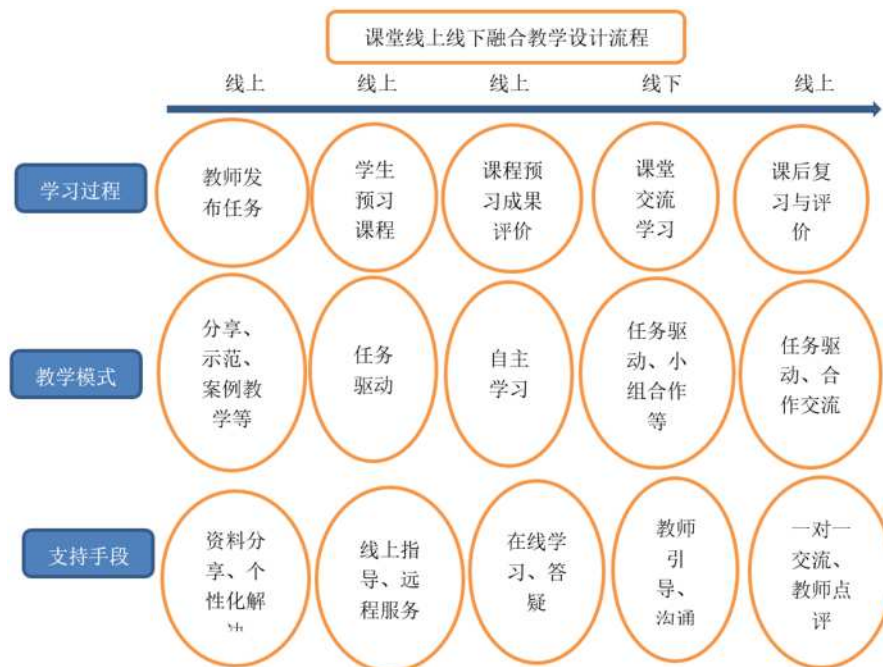 课堂线上线下融合教学设计流程
线上
线上
线上
线下
线上
学习过程
教师发
布任务
学生
预习
课程
课程预
习成果
评价
课堂
交流
学习
课后复
习与评
价
教学模式
分享、
示范、
案例教
学等
任务
驱动
自主
学习
任务驱
动、小
组合作
等
任务驱
动、合
作交流
支持手段
资料分
享、个
性化解
线上指
导、远
程服务
在线学
习、答
疑
教师
引
导、
沟通
一对一
交流、
教师点
评